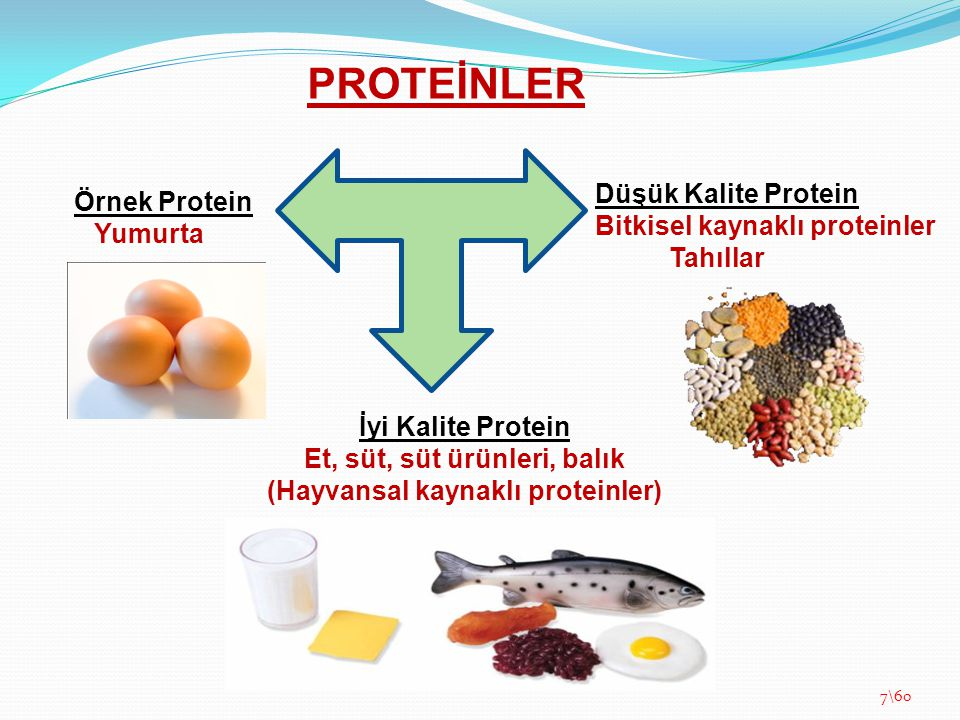 PROTEİNLER
Örnek Protein
Yumurta
Düşük Kalite Protein
Bitkisel kaynaklı proteinler
Tahıllar
İyi Kalite Protein
Et, süt, süt ürünleri, balık
(Hayvansal kaynaklı proteinler)
7\60